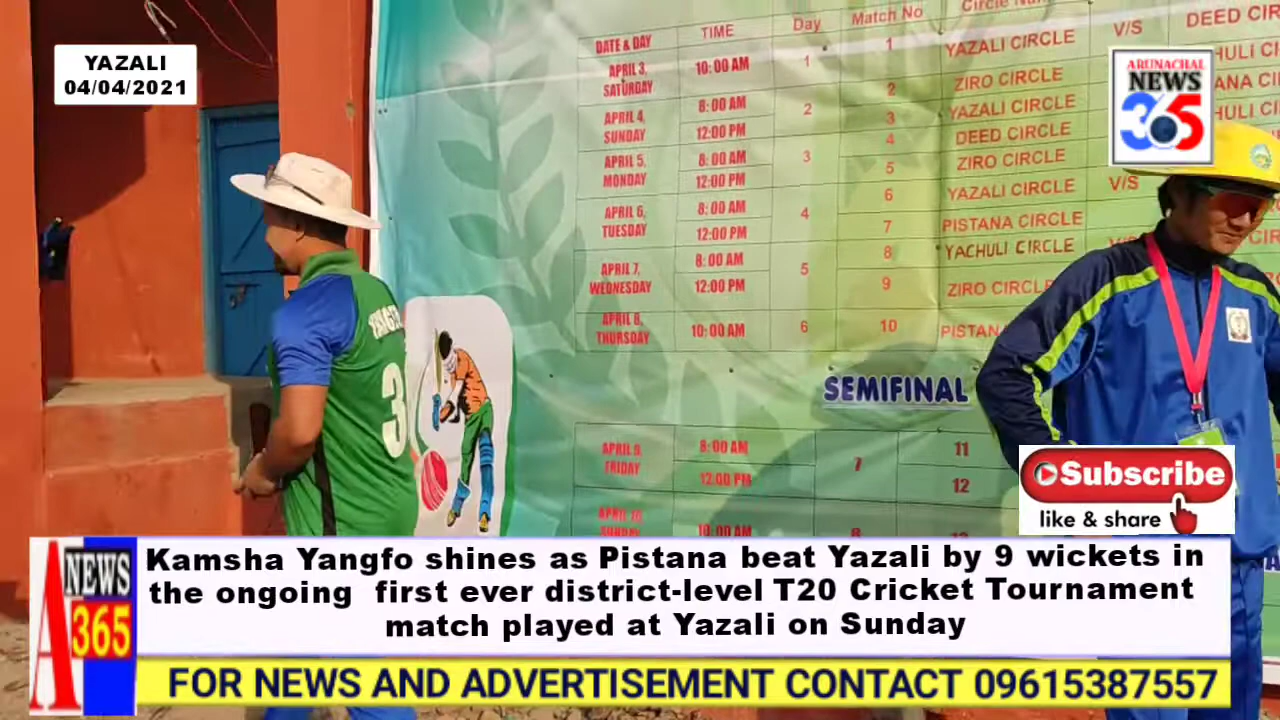 YAZALI
04/04/2021
DATE & DAY TIME Day Match No
V/S DEED CIR
APRIL 3, SATURDAY 10:00 AM 1 1 YAZALI CIRCLE
2 ZIRO CIRCLE
APRIL 4, SUNDAY 8:00 AM 2 3 YAZALI CIRCLE
12:00 PM 4 DEED CIRCLE
APRIL 5, MONDAY 8:00 AM 3 5 ZIRO CIRCLE
12:00 PM 6 YAZALI CIRCLE V/S
APRIL 6, TUESDAY 8:00 AM 4 7 PISTANA CIRCLE
12:00 PM 8 YACHULI CIRCLE
APRIL 7, WEDNESDAY 8:00 AM 5 9 ZIRO CIRCLE
12:00 PM
APRIL 8, THURSDAY 10:00 AM 6 10 PISTAN
SEMIFINAL
APRIL 9, FRIDAY 8:00 AM 7 11
12:00 PM 12
10:00 AM
ARUNACHAL
NEWS
365
3
Subscribe
like & share
A NEWS
365
Kamsha Yangfo shines as Pistana beat Yazali by 9 wickets in
the ongoing first ever district-level T20 Cricket Tournament
match played at Yazali on Sunday
FOR NEWS AND ADVERTISEMENT CONTACT 09615387557